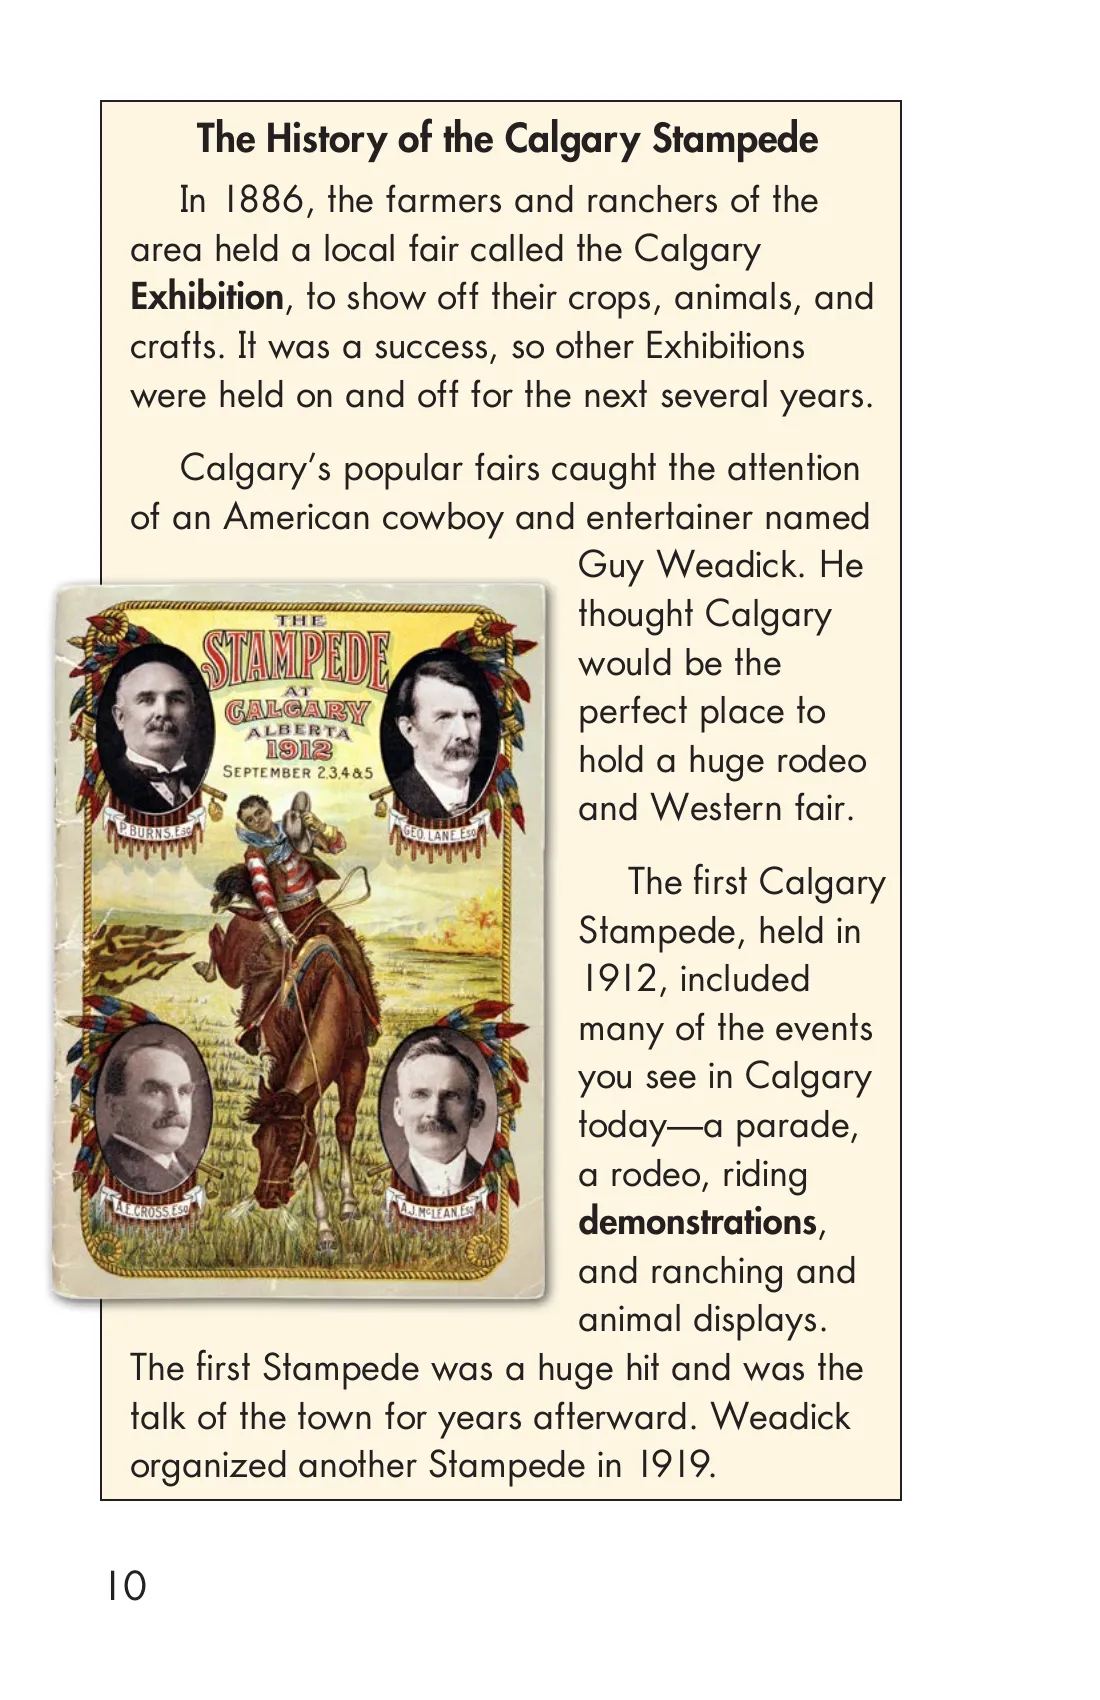 The History of the Calgary Stampede
In 1886, the farmers and ranchers of the
area held a local fair called the Calgary
Exhibition, to show off their crops, animals, and
crafts. It was a success, so other Exhibitions
were held on and off for the next several years.
Calgary’s popular fairs caught the attention
of an American cowboy and entertainer named
Guy Weadick. He
thought Calgary
would be the
perfect place to
hold a huge rodeo
and Western fair.
The first Calgary
Stampede, held in
1912, included
many of the events
you see in Calgary
today—a parade,
a rodeo, riding
demonstrations,
and ranching and
animal displays.
The first Stampede was a huge hit and was the
talk of the town for years afterward. Weadick
organized another Stampede in 1919.
THE
STAMPEDE
AT
CALGARY
ALBERTA
1912
SEPTEMBER 2,3,4&5
P. BURNS, ESQ
GEO. LANE, ESQ
A.E. CROSS, ESQ
A.J. MCLEAN, ESQ
10